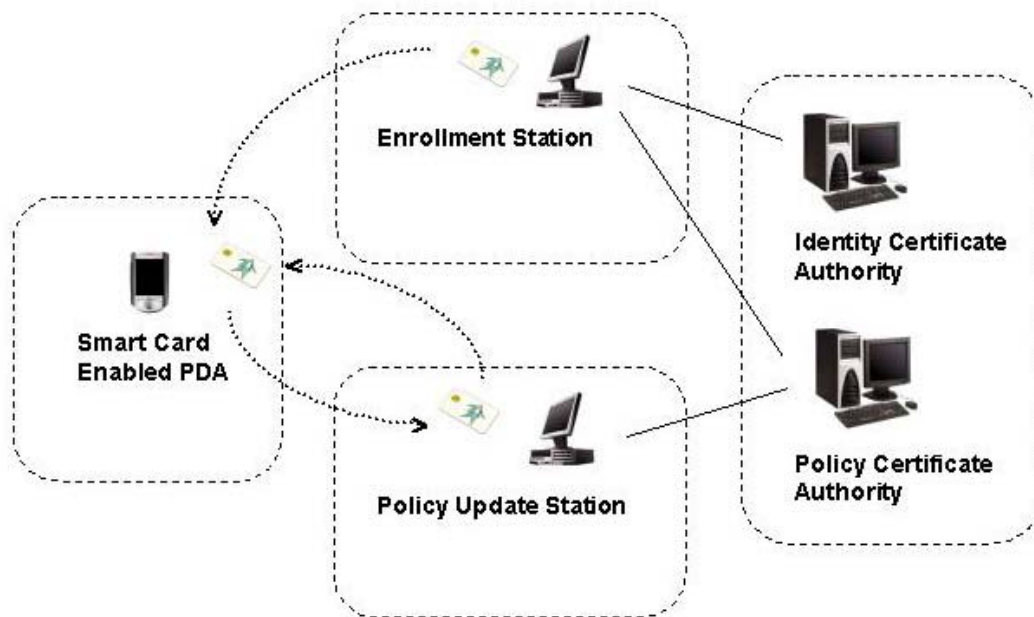 Enrollment Station
Identity Certificate
Authority
Smart Card
Enabled PDA
Policy Update Station
Policy Certificate
Authority